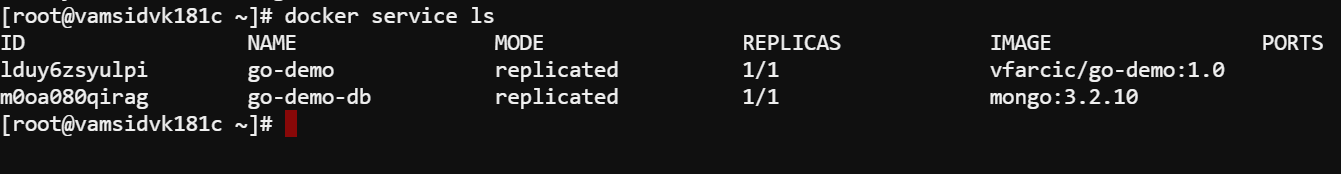 [root@vamsidvk181c ~]# docker service ls
ID NAME MODE REPLICAS IMAGE PORTS
lduy6zsyulpi go-demo replicated 1/1 vfarcic/go-demo:1.0
m0oa080qirag go-demo-db replicated 1/1 mongo:3.2.10
[root@vamsidvk181c ~]#